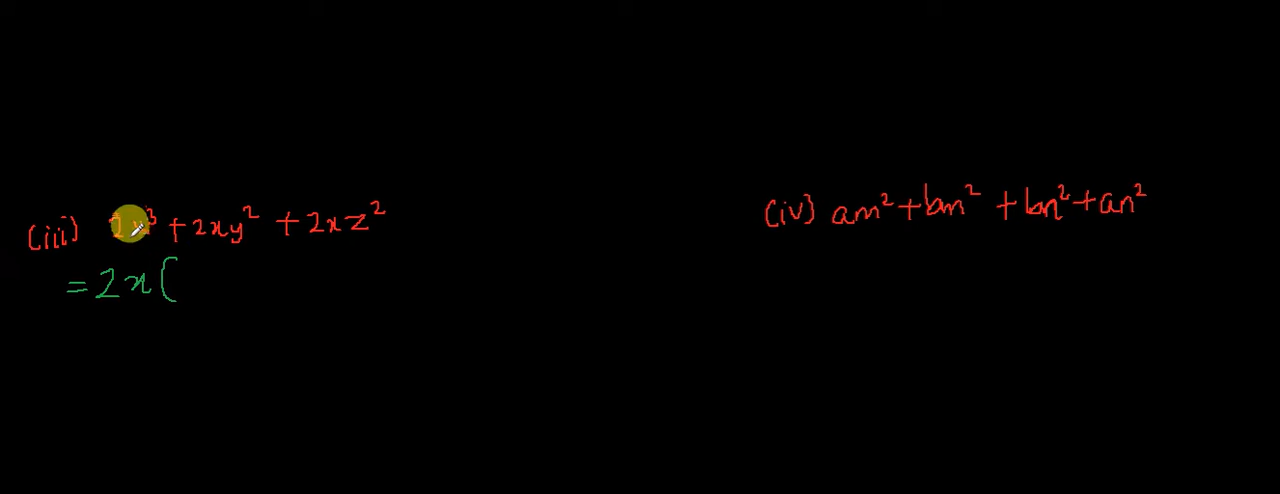 (iii) 2x³ + 2xy² + 2xz²
= 2x(
(iv) am² + bm² + bn² + an²